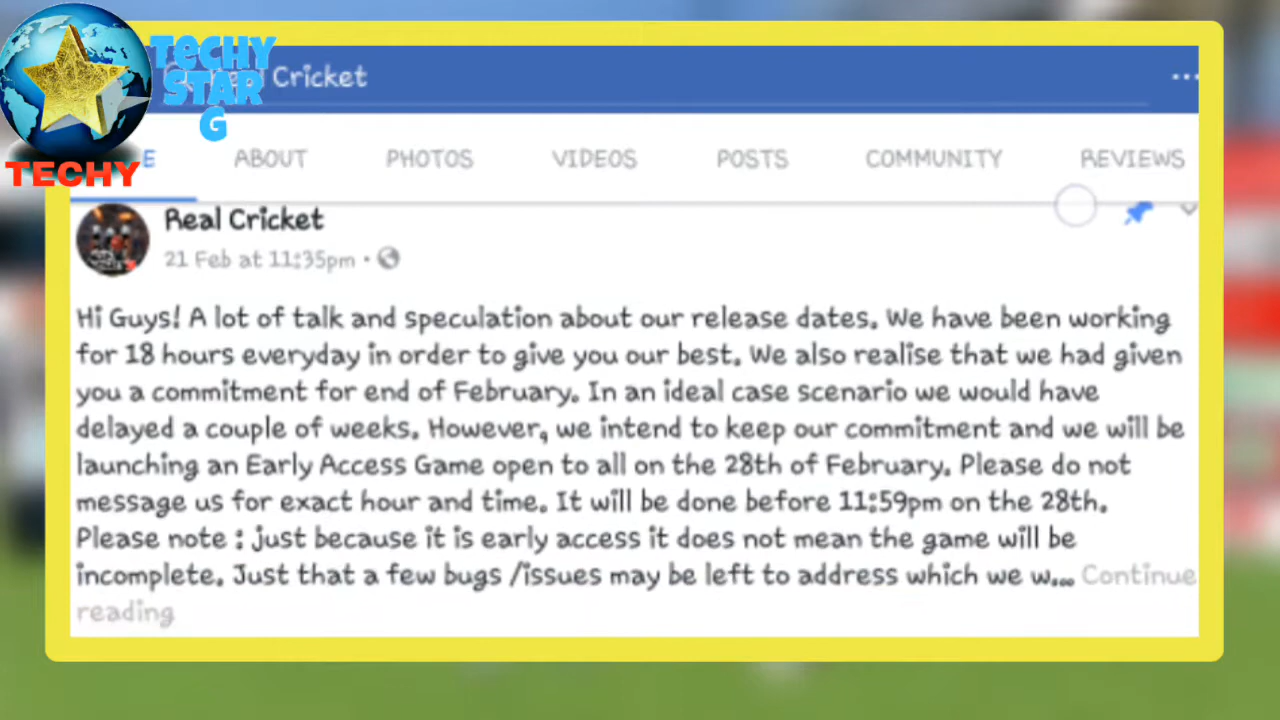 TECHY
STAR
G
TECHY
Cricket
ABOUT
PHOTOS
VIDEOS
POSTS
COMMUNITY
REVIEWS
Real Cricket
21 Feb at 11:35pm •
Hi Guys! A lot of talk and speculation about our release dates. We have been working
for 18 hours everyday in order to give you our best. We also realise that we had given
you a commitment for end of February. In an ideal case scenario we would have
delayed a couple of weeks. However, we intend to keep our commitment and we will be
launching an Early Access Game open to all on the 28th of February. Please do not
message us for exact hour and time. It will be done before 11:59pm on the 28th.
Please note : just because it is early access it does not mean the game will be
incomplete. Just that a few bugs /issues may be left to address which we w... Continue
reading